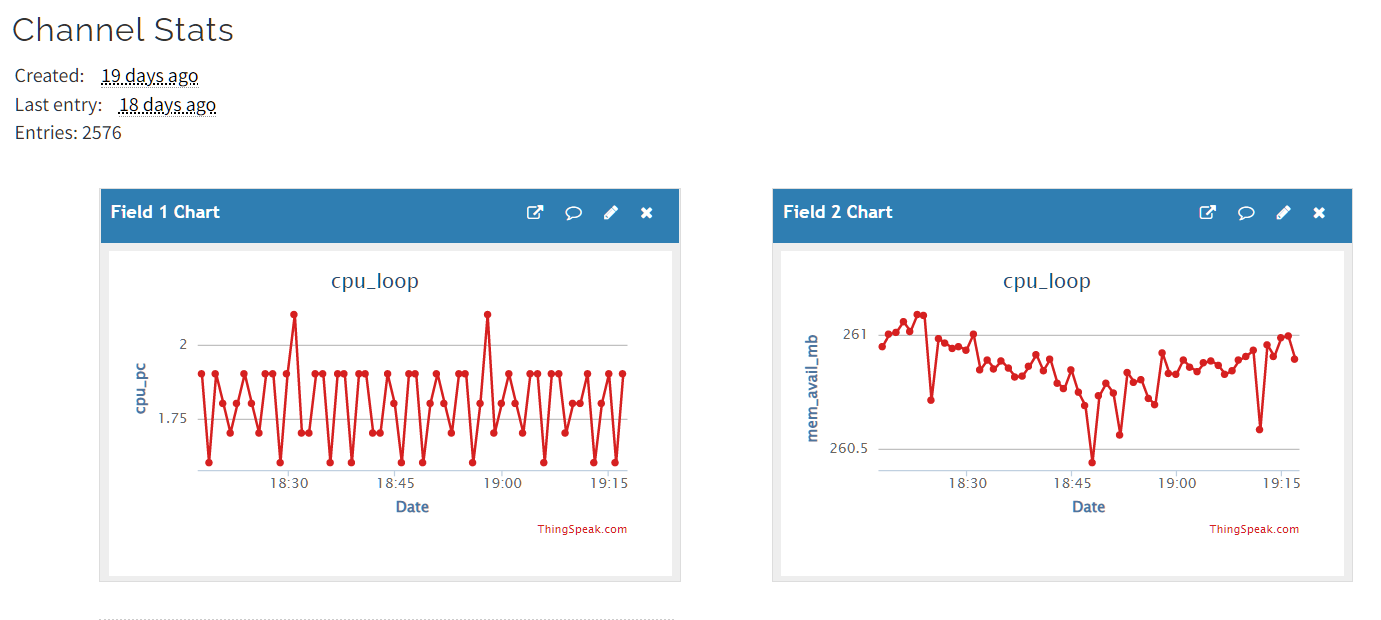 Channel Stats
Created: 19 days ago
Last entry: 18 days ago
Entries: 2576
Field 1 Chart
cpu_loop
cpu_pc
2
1.75
18:30 18:45 19:00 19:15
Date
ThingSpeak.com
Field 2 Chart
cpu_loop
mem_avail_mb
261
260.5
18:30 18:45 19:00 19:15
Date
ThingSpeak.com